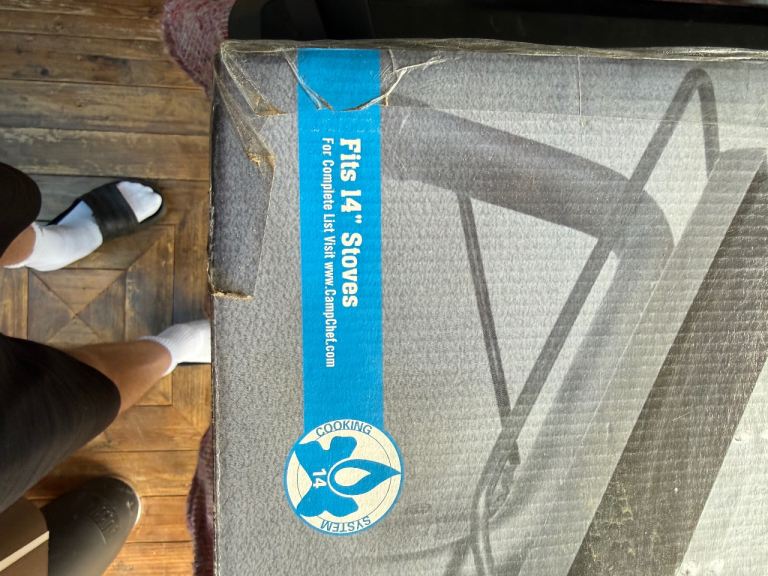 Fits 14" Stoves
For Complete List Visit www.CampChef.com
COOKING
14
SYSTEM